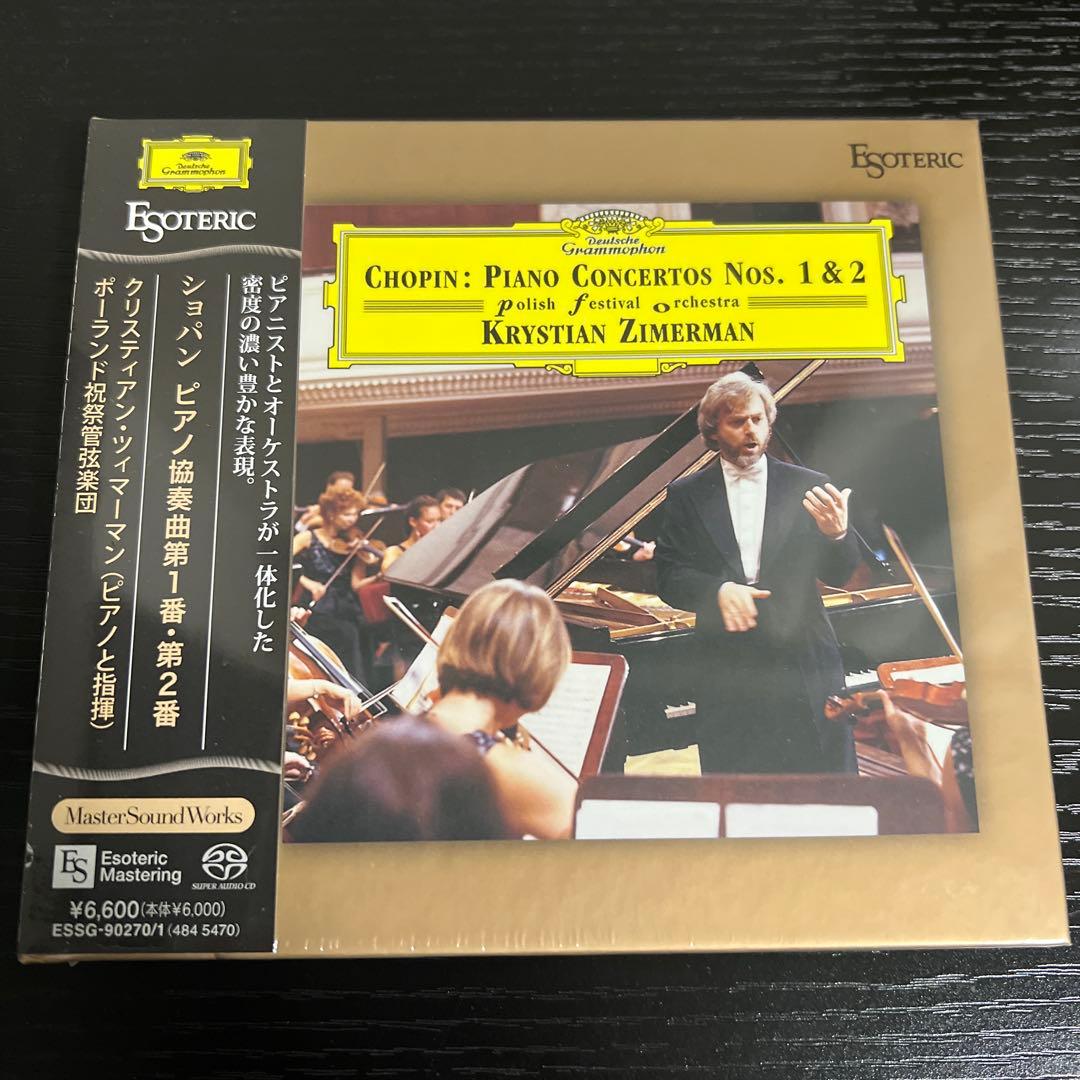 Deutsche
Grammophon
ESOTERIC
ピアニストとオーケストラが一体化した
密度の濃い豊かな表現。
ショパン ピアノ協奏曲第1番・第2番
クリスティアン・ツィマーマン（ピアノと指揮）
ポーランド祝祭管弦楽団
MasterSoundWorks
ES
Esoteric
Mastering
SUPER AUDIO CD
¥6,600(本体¥6,000)
ESSG-90270/1 (484 5470)
ESOTERIC
Deutsche
Grammophon
CHOPIN: PIANO CONCERTOS NOS. 1 & 2
polish festival orchestra
KRYSTIAN ZIMERMAN